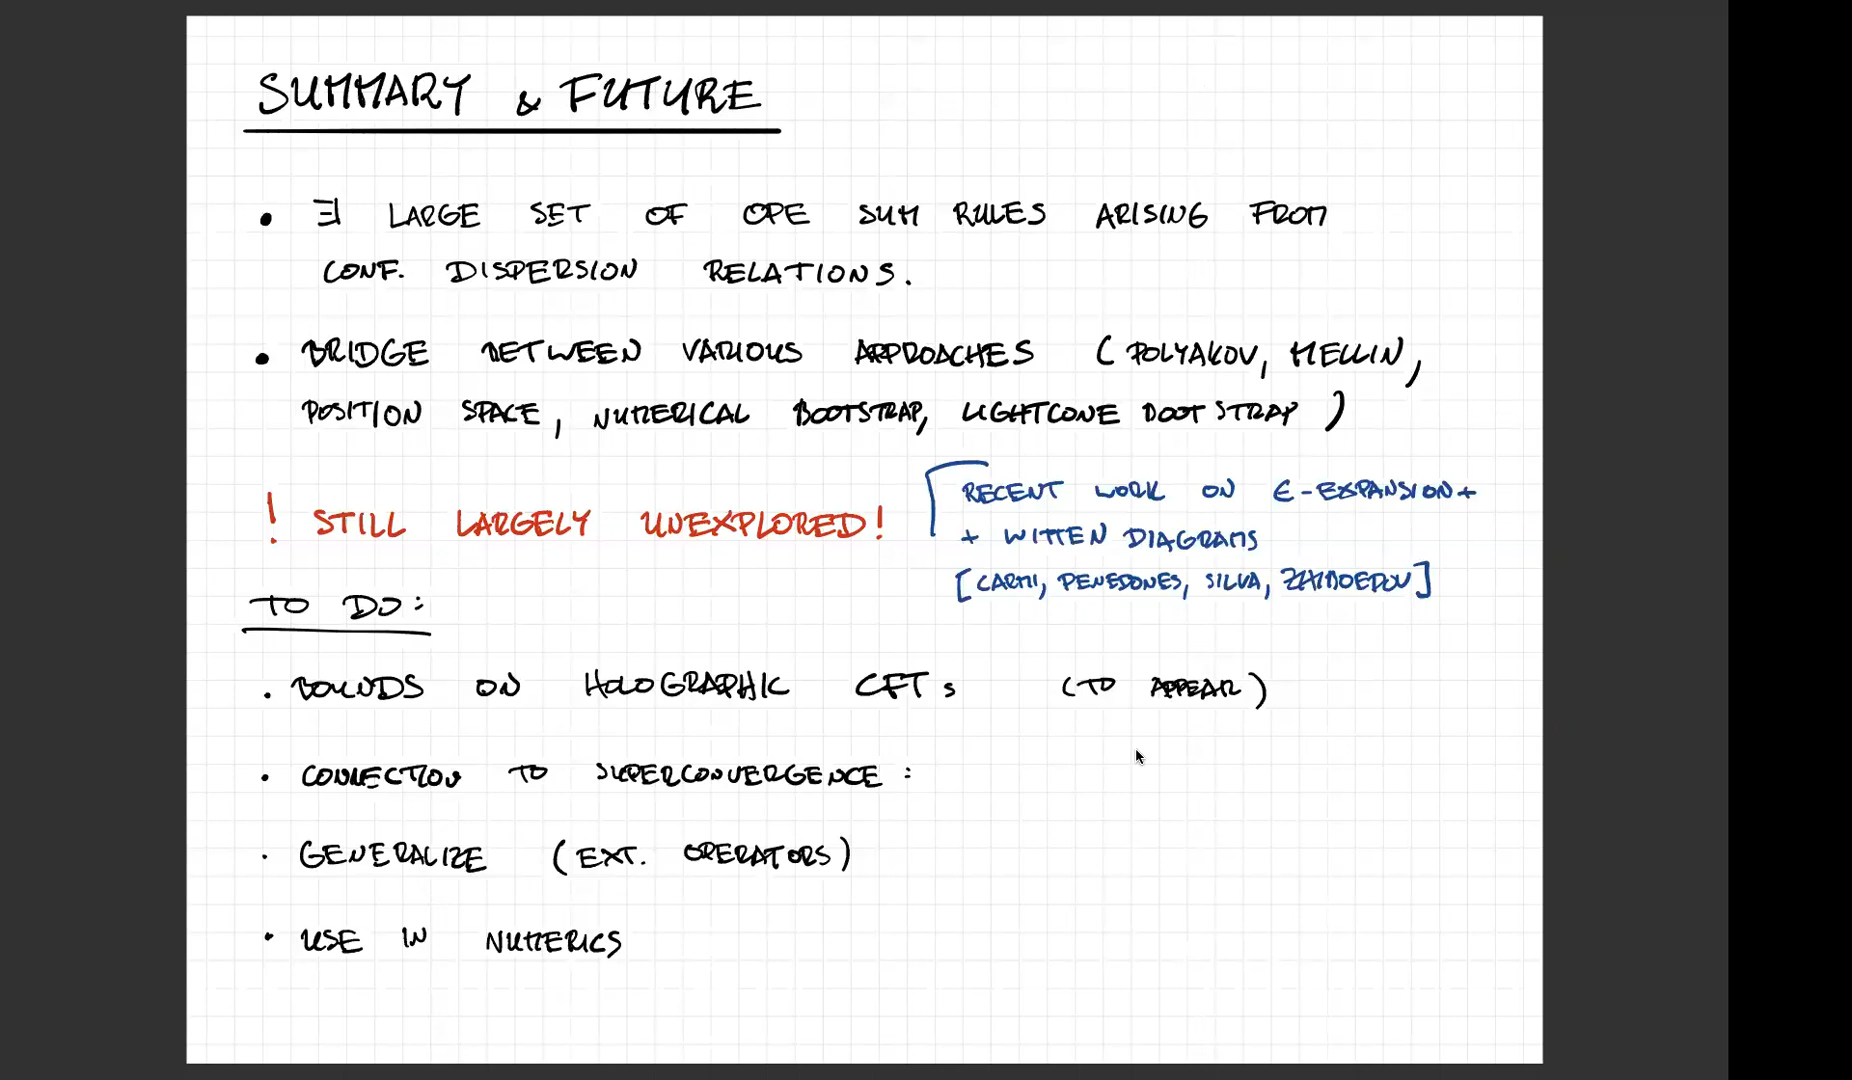 SUMMARY & FUTURE
• ∃ LARGE SET OF OPE SUM RULES ARISING FROM
CONF. DISPERSION RELATIONS.
• BRIDGE BETWEEN VARIOUS APPROACHES (POLYAKOV, MELLIN,
POSITION SPACE, NUMERICAL BOOTSTRAP, LIGHTCONE BOOTSTRAP)
! STILL LARGELY UNEXPLORED!
RECENT WORK ON ε-EXPANSION +
+ WITTEN DIAGRAMS
[CARMI, PENEDONES, SILVA, ZHIBOEDOV]
TO DO:
. BOUNDS ON HOLOGRAPHIC CFTs (TO APPEAR)
. CONNECTION TO SUPERCONVERGENCE:
. GENERALIZE (EXT. OPERATORS)
. USE IN NUMERICS